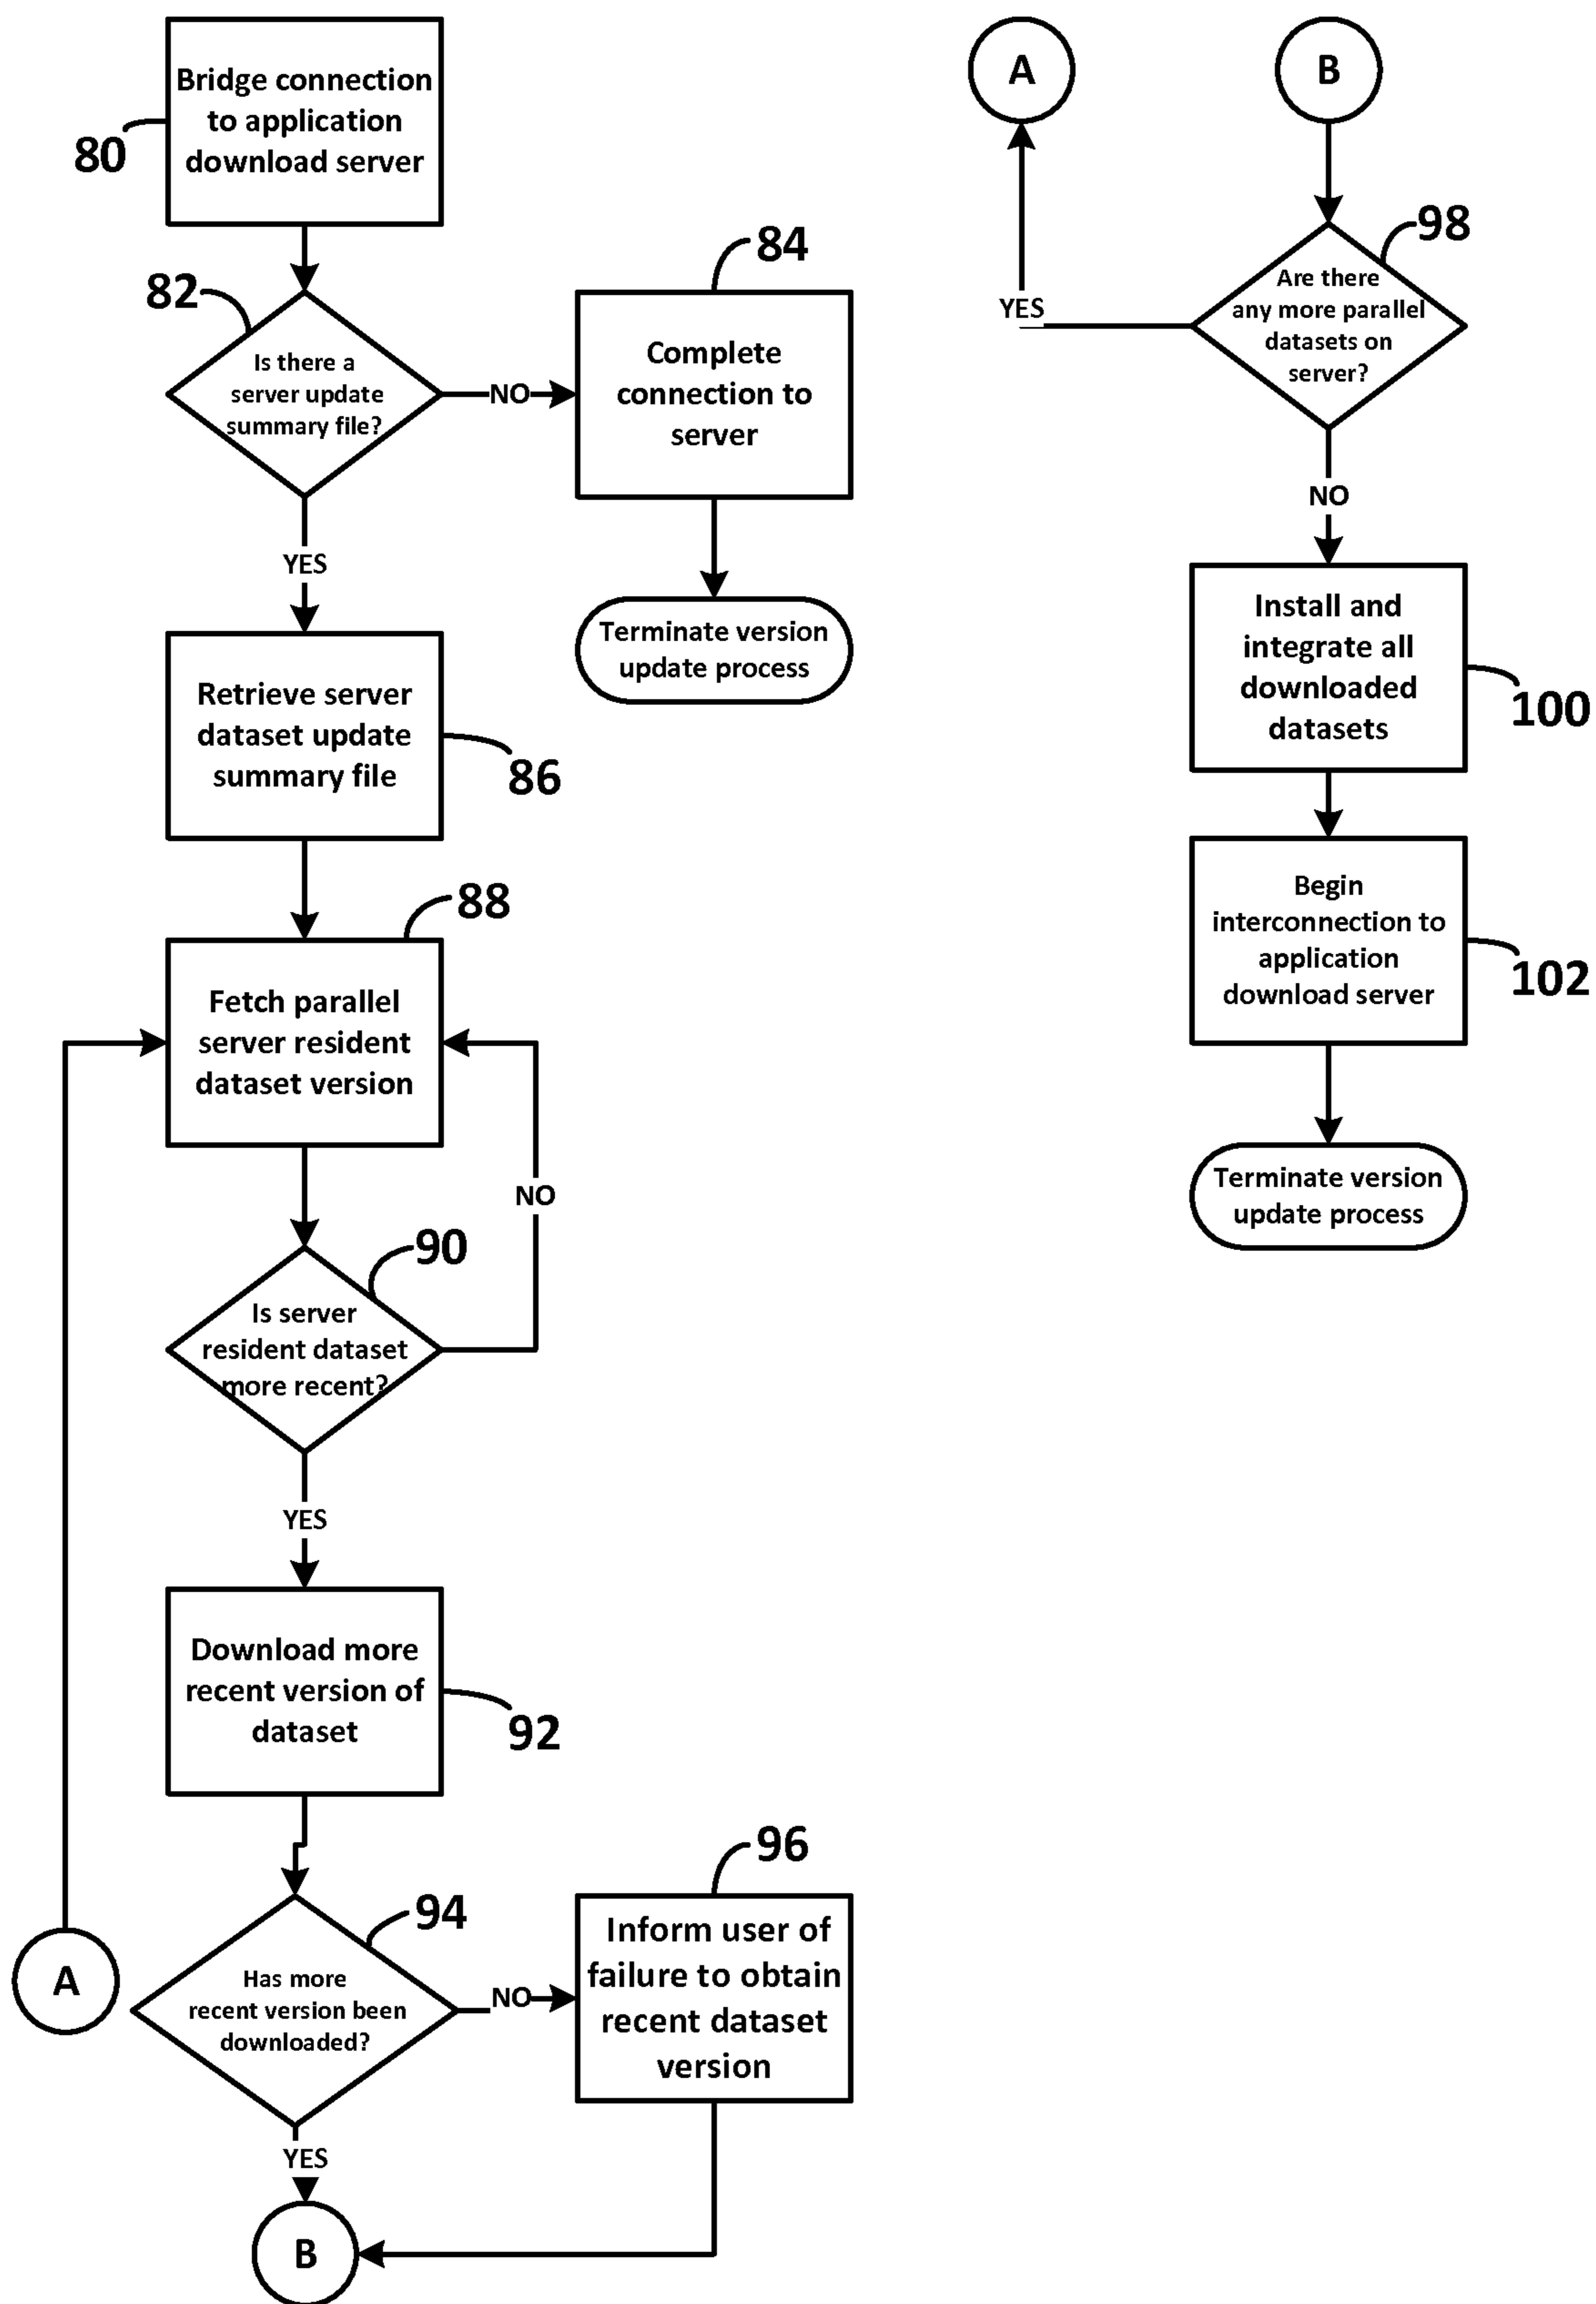 Bridge connection
to application
download server
80
82
Is there a
server update
summary file?
NO
84
Complete
connection to
server
Terminate version
update process
YES
Retrieve server
dataset update
summary file
86
88
Fetch parallel
server resident
dataset version
NO
90
Is server
resident dataset
more recent?
YES
Download more
recent version of
dataset
92
94
Has more
recent version been
downloaded?
NO
96
Inform user of
failure to obtain
recent dataset
version
A
YES
B
A
B
98
Are there
any more parallel
datasets on
server?
YES
NO
Install and
integrate all
downloaded
datasets
100
Begin
interconnection to
application
download server
102
Terminate version
update process